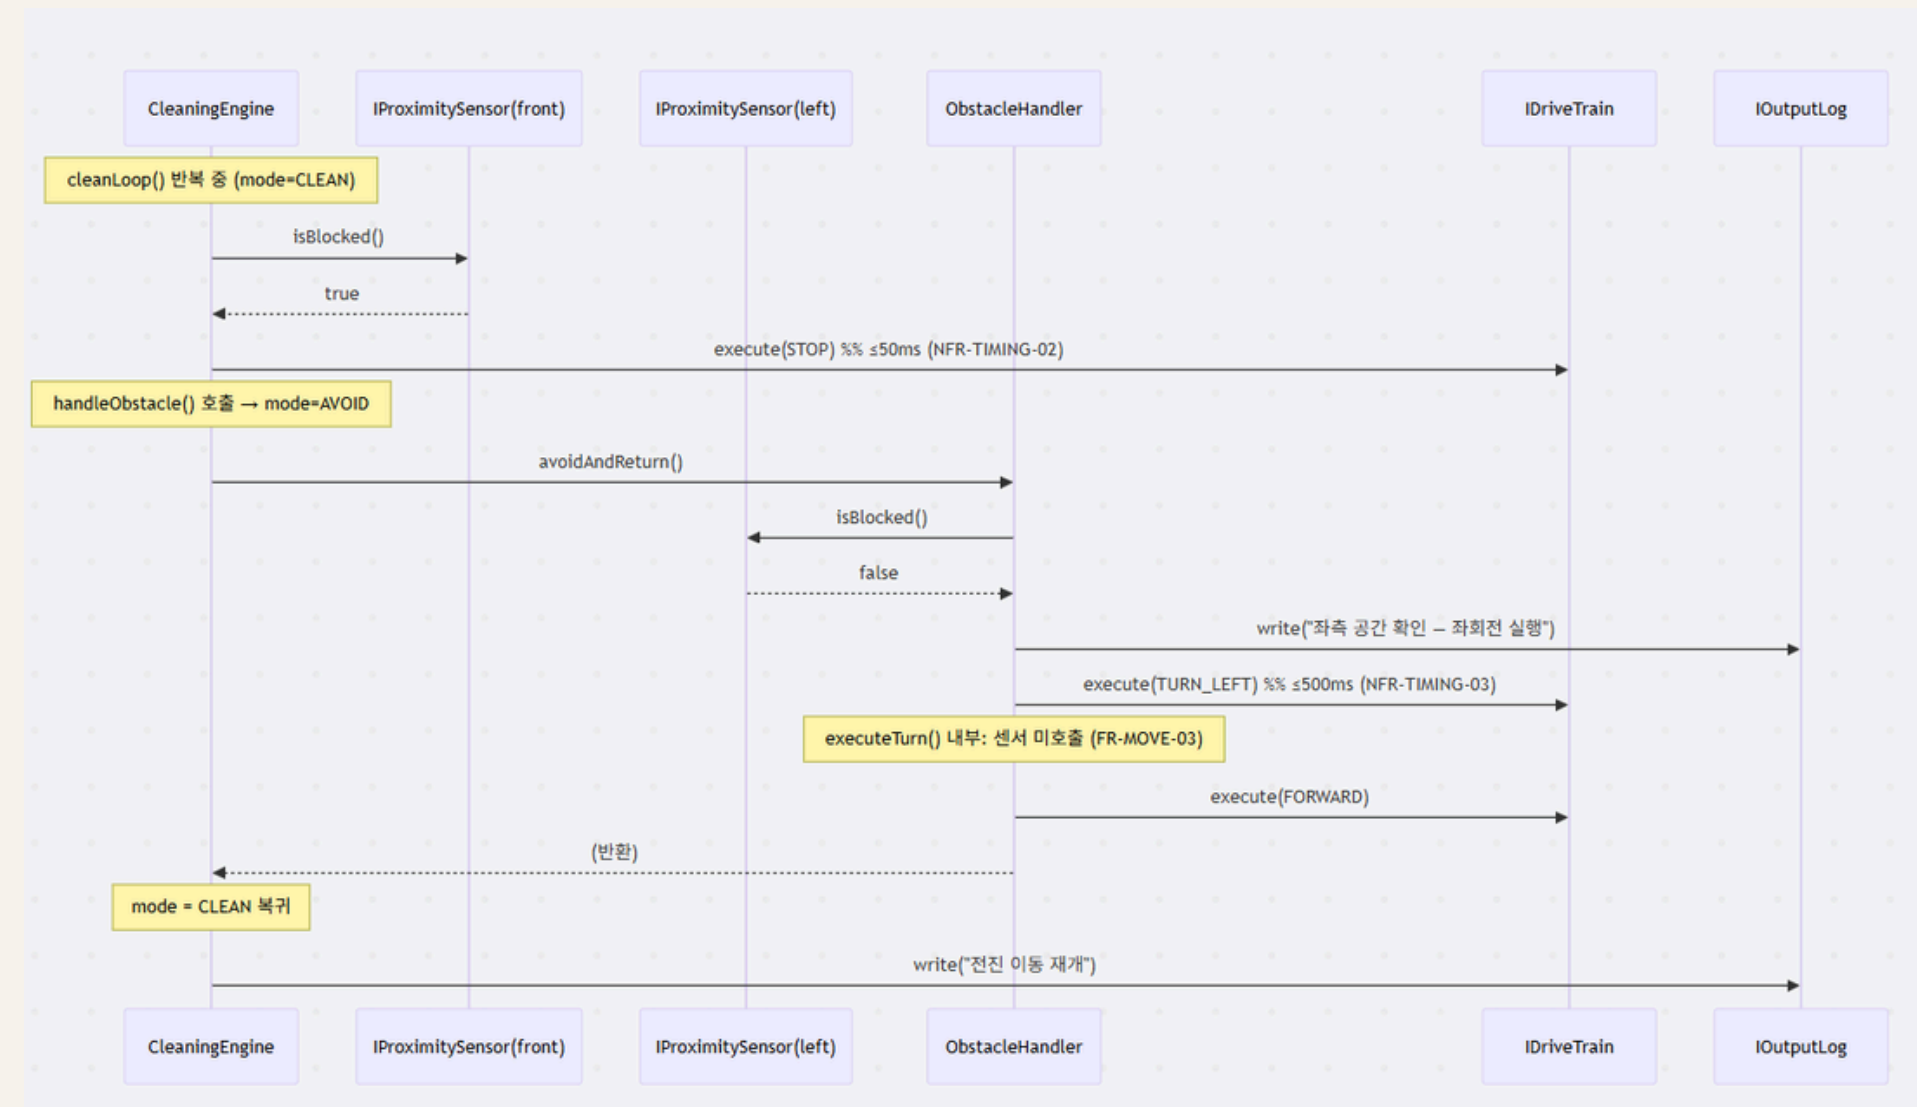 CleaningEngine
IProximitySensor(front)
IProximitySensor(left)
ObstacleHandler
IDriveTrain
IOutputLog
cleanLoop() 반복 중 (mode=CLEAN)
isBlocked()
true
execute(STOP) %% ≤50ms (NFR-TIMING-02)
handleObstacle() 호출 → mode=AVOID
avoidAndReturn()
isBlocked()
false
write("좌측 공간 확인 — 좌회전 실행")
execute(TURN_LEFT) %% ≤500ms (NFR-TIMING-03)
executeTurn() 내부: 센서 미호출 (FR-MOVE-03)
execute(FORWARD)
(반환)
mode = CLEAN 복귀
write("전진 이동 재개")
CleaningEngine
IProximitySensor(front)
IProximitySensor(left)
ObstacleHandler
IDriveTrain
IOutputLog